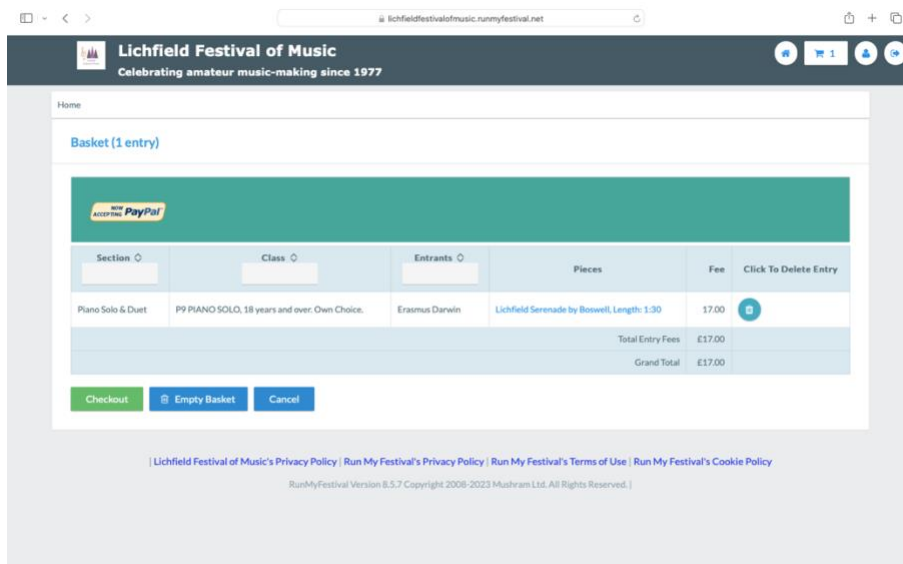 lichfieldfestivalofmusic.runmyfestival.net
Lichfield Festival of Music
1
Celebrating amateur music-making since 1977
Home
Basket (1 entry)
NOW ACCEPTING PayPal
Section Class Entrants Pieces Fee Click To Delete Entry
Piano Solo & Duet P9 PIANO SOLO, 18 years and over. Own Choice. Erasmus Darwin Lichfield Serenade by Boswell, Length: 1:30 17.00
Total Entry Fees £17.00
Grand Total £17.00
Checkout Empty Basket Cancel
| Lichfield Festival of Music's Privacy Policy | Run My Festival's Privacy Policy | Run My Festival's Terms of Use | Run My Festival's Cookie Policy
RunMyFestival Version 8.5.7 Copyright 2008-2023 Mushram Ltd. All Rights Reserved. |